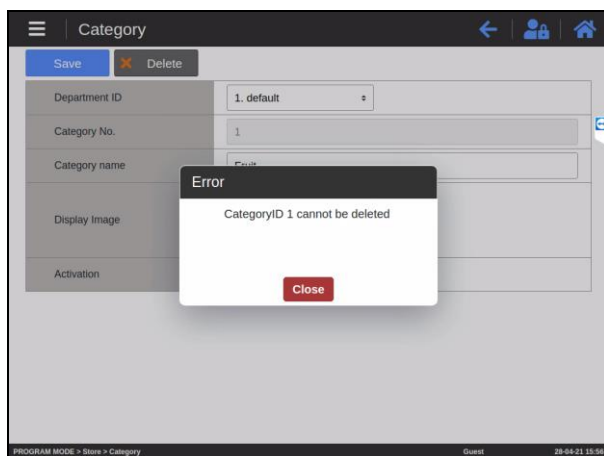 Category
Save
Delete
Department ID
1. default
Category No.
1
Category name
Fruit
Error
CategoryID 1 cannot be deleted
Display Image
Activation
Close
PROGRAM MODE > Store > Category
Guest
28-04-21 15:56